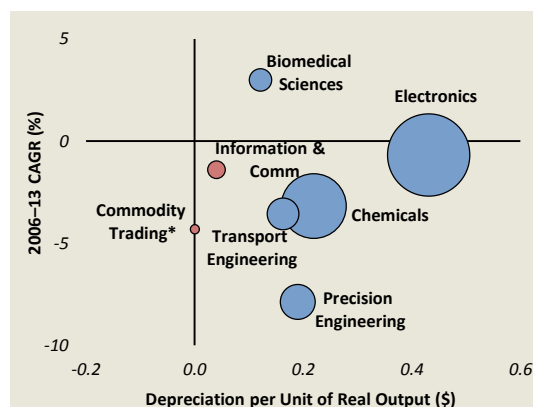 5
Biomedical
Sciences
Electronics
0
Information &
Comm
Commodity
Trading*
Chemicals
Transport
Engineering
-5
Precision
Engineering
-10
-0.2
0.0
0.2
0.4
0.6
2006–13 CAGR (%)
Depreciation per Unit of Real Output ($)